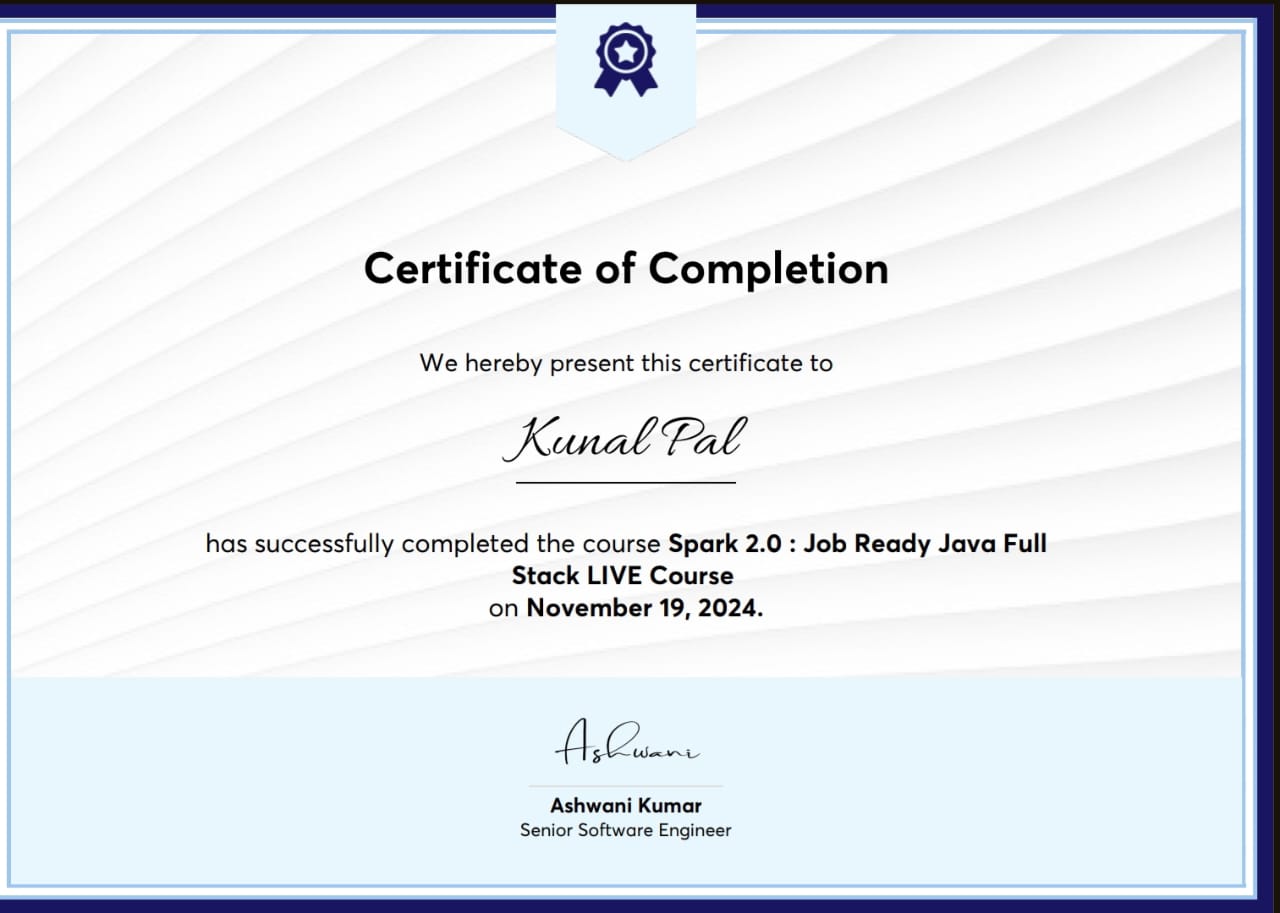 Certificate of Completion
We hereby present this certificate to
Kunal Pal
has successfully completed the course Spark 2.0 : Job Ready Java Full
Stack LIVE Course
on November 19, 2024.
Ashwani
Ashwani Kumar
Senior Software Engineer